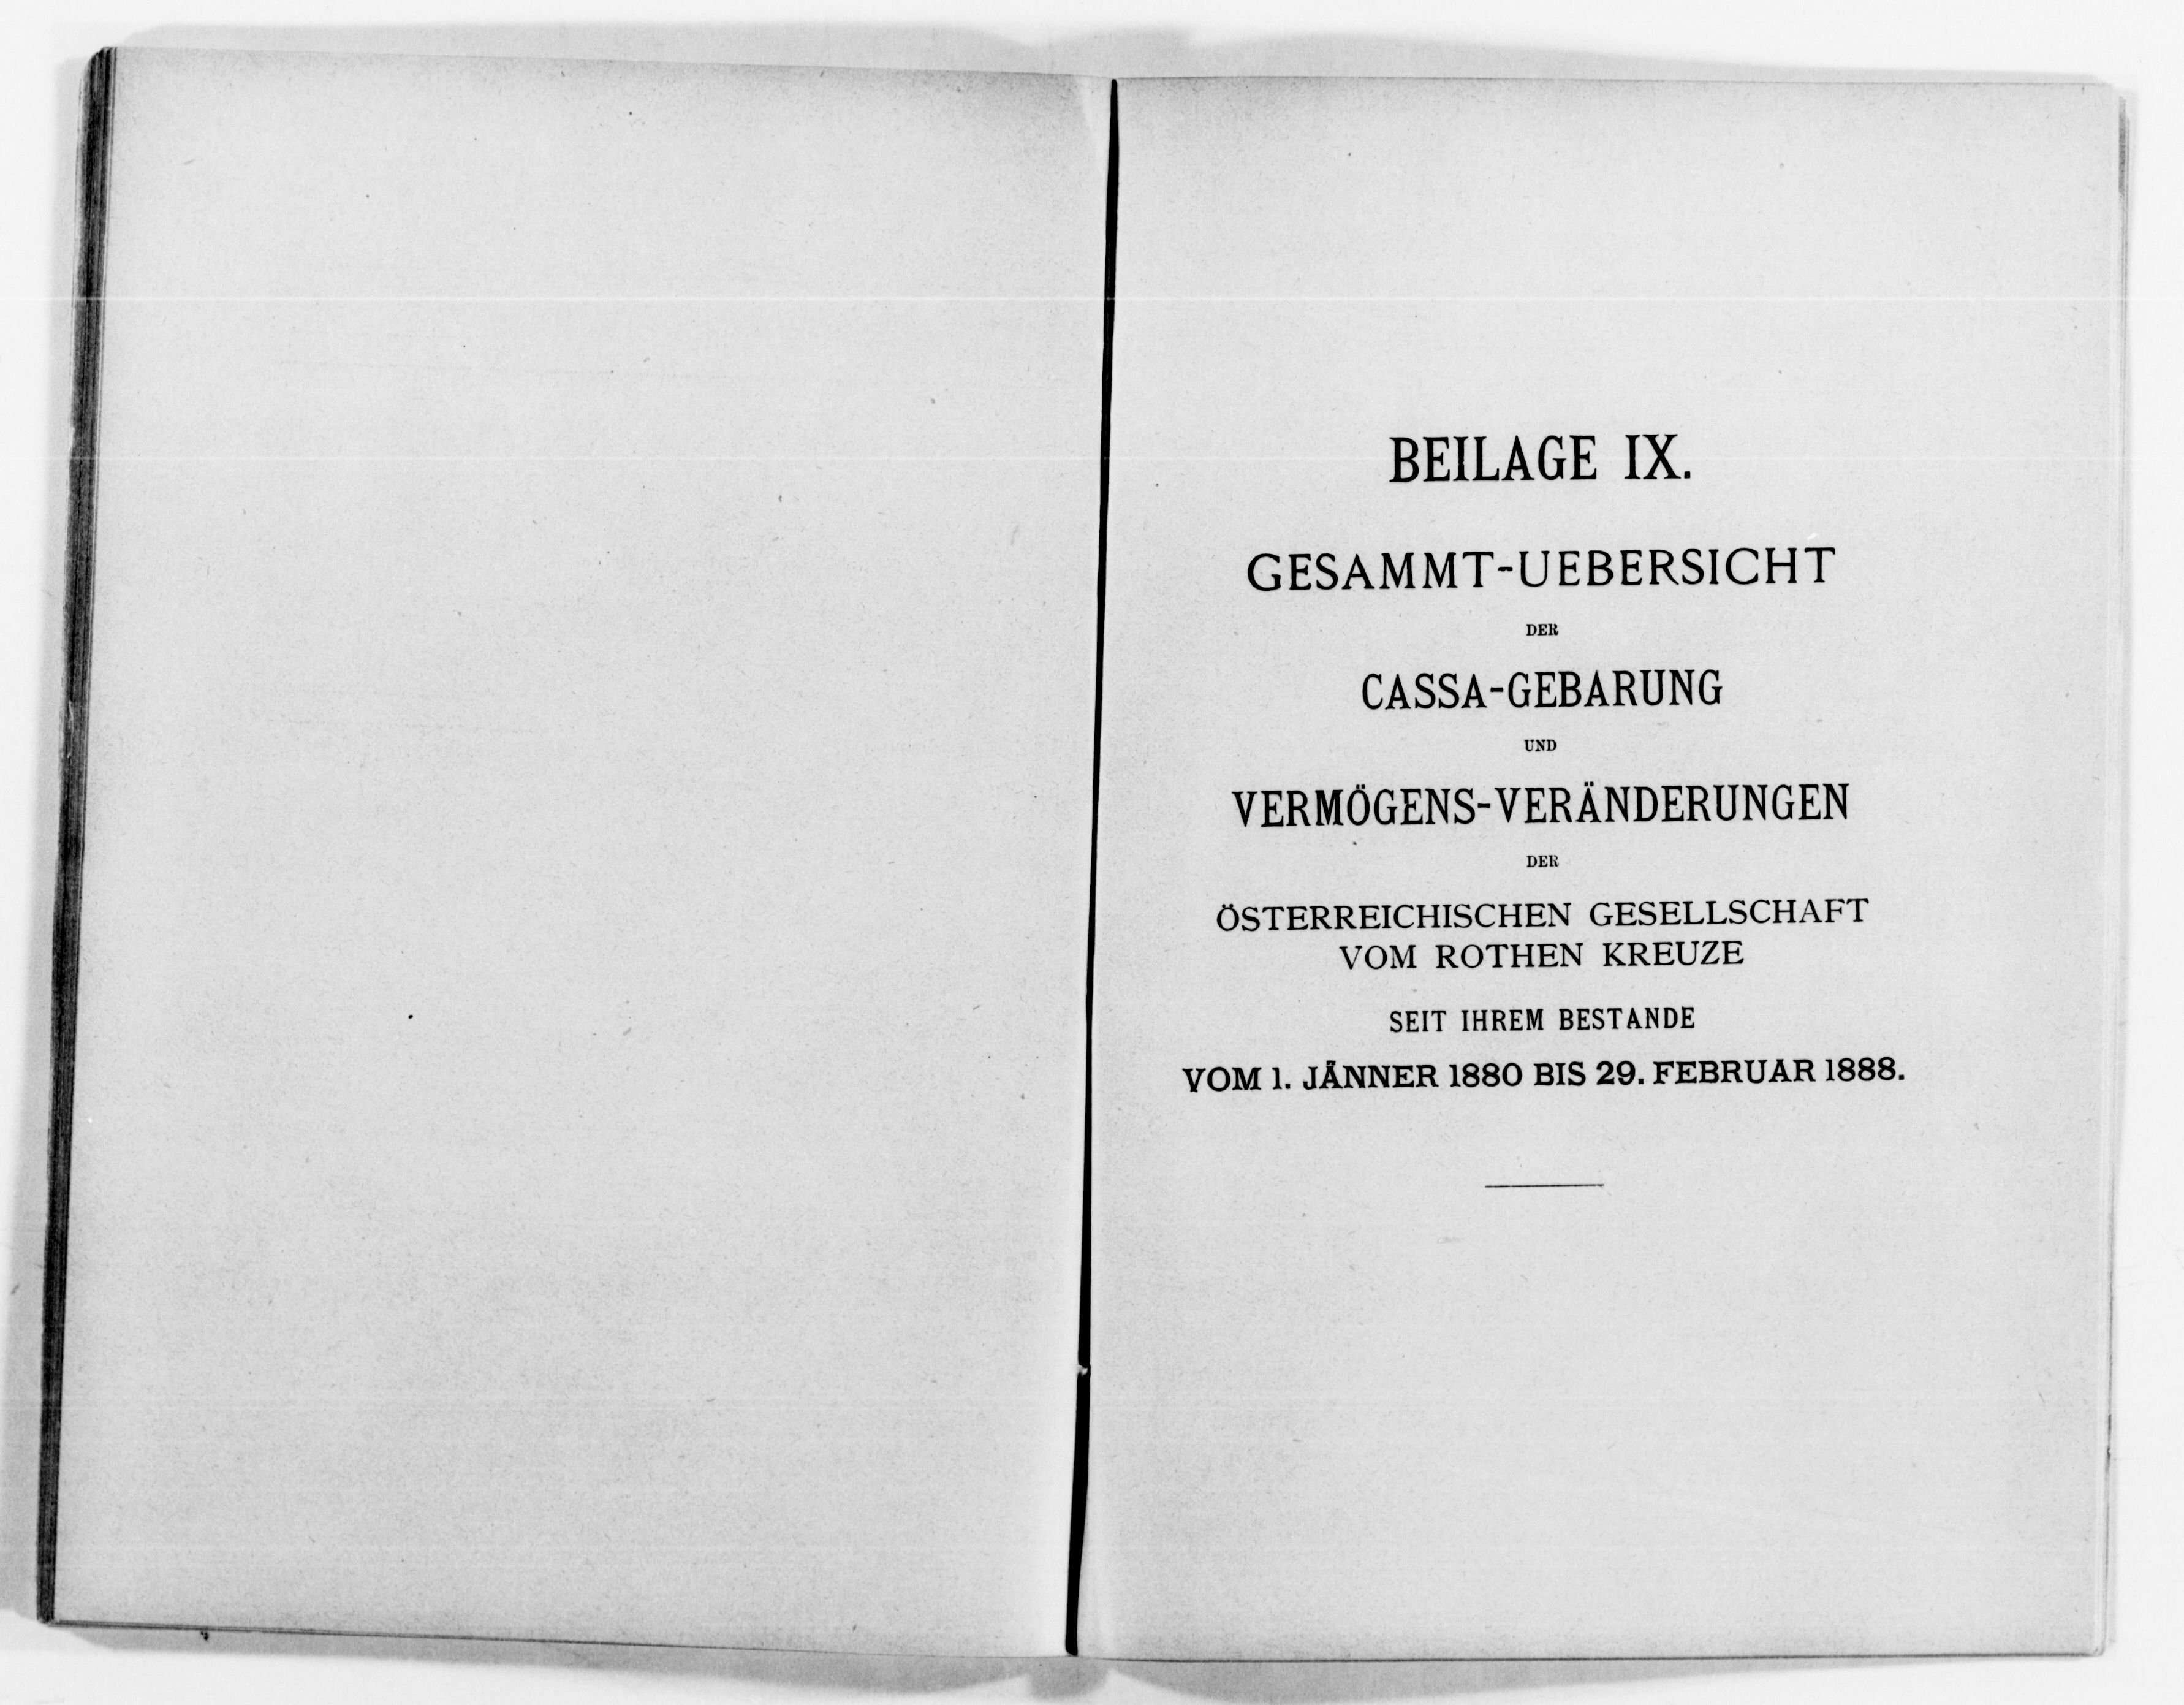 BEILAGE IX.
GESAMMT-UEBERSICHT
DER
CASSA-GEBARUNG
UND
VERMÖGENS-VERÄNDERUNGEN
DER
ÖSTERREICHISCHEN GESELLSCHAFT
VOM ROTHEN KREUZE
SEIT IHREM BESTANDE
VOM 1. JÄNNER 1880 BIS 29. FEBRUAR 1888.